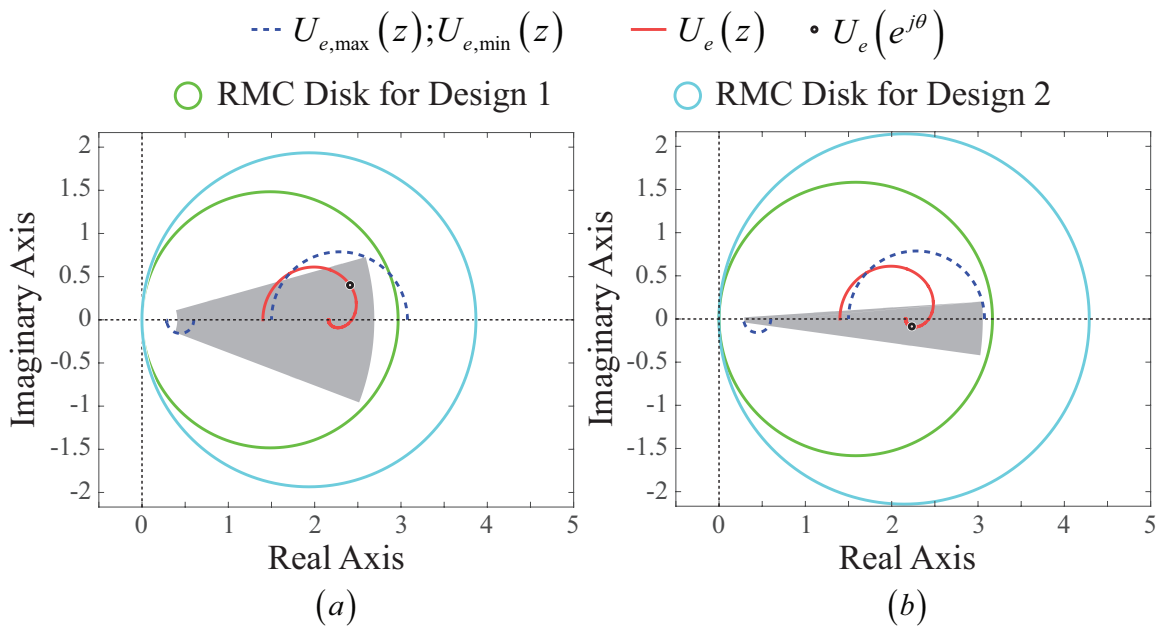 U_{e,max}(z);U_{e,min}(z) U_e(z) U_e(e^{jθ})
RMC Disk for Design 1 RMC Disk for Design 2
2 2
1.5 1.5
1 1
0.5 0.5
0 0
-0.5 -0.5
-1 -1
-1.5 -1.5
-2 -2
Imaginary Axis Imaginary Axis
0 1 2 3 4 5 0 1 2 3 4 5
Real Axis Real Axis
(a) (b)